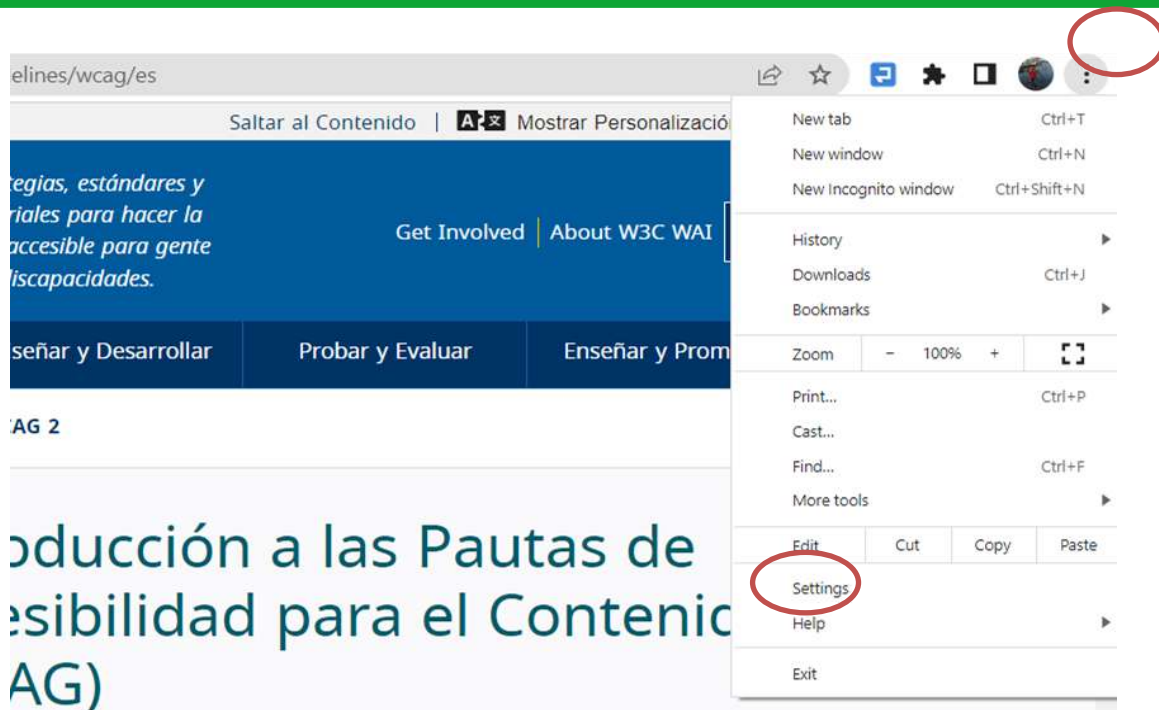 elines/wcag/es
Saltar al Contenido | Mostrar Personalizació
tegias, estándares y
riales para hacer la
accesible para gente
liscapacidades.
Get Involved | About W3C WAI
señar y Desarrollar
Probar y Evaluar
Enseñar y Prom
AG 2
oducción a las Pautas de
esibilidad para el Contenid
AG)
New tab Ctrl+T
New window Ctrl+N
New Incognito window Ctrl+Shift+N
History
Downloads Ctrl+J
Bookmarks
Zoom - 100% +
Print... Ctrl+P
Cast...
Find... Ctrl+F
More tools
Edit Cut Copy Paste
Settings
Help
Exit